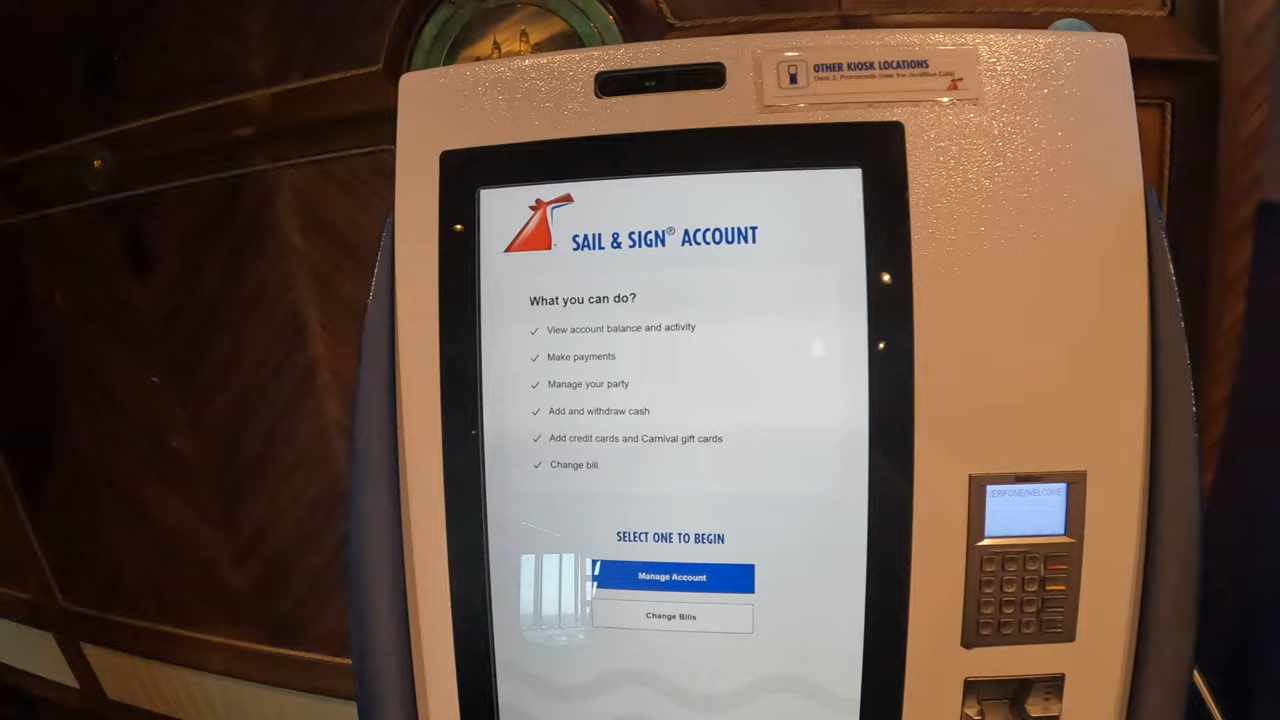 OTHER KIOSK LOCATIONS
Deck 2, Promenade (near the JavaBlue Café)
SAIL & SIGN® ACCOUNT
What you can do?
✓ View account balance and activity
✓ Make payments
✓ Manage your party
✓ Add and withdraw cash
✓ Add credit cards and Carnival gift cards
✓ Change bill
VERIFONE/WELCOME
SELECT ONE TO BEGIN
Manage Account
Change Bills